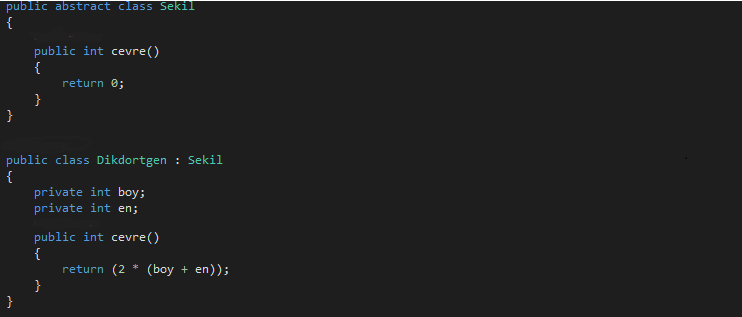 public abstract class Sekil
{
public int cevre()
{
return 0;
}
}
public class Dikdortgen : Sekil
{
private int boy;
private int en;
public int cevre()
{
return (2 * (boy + en));
}
}